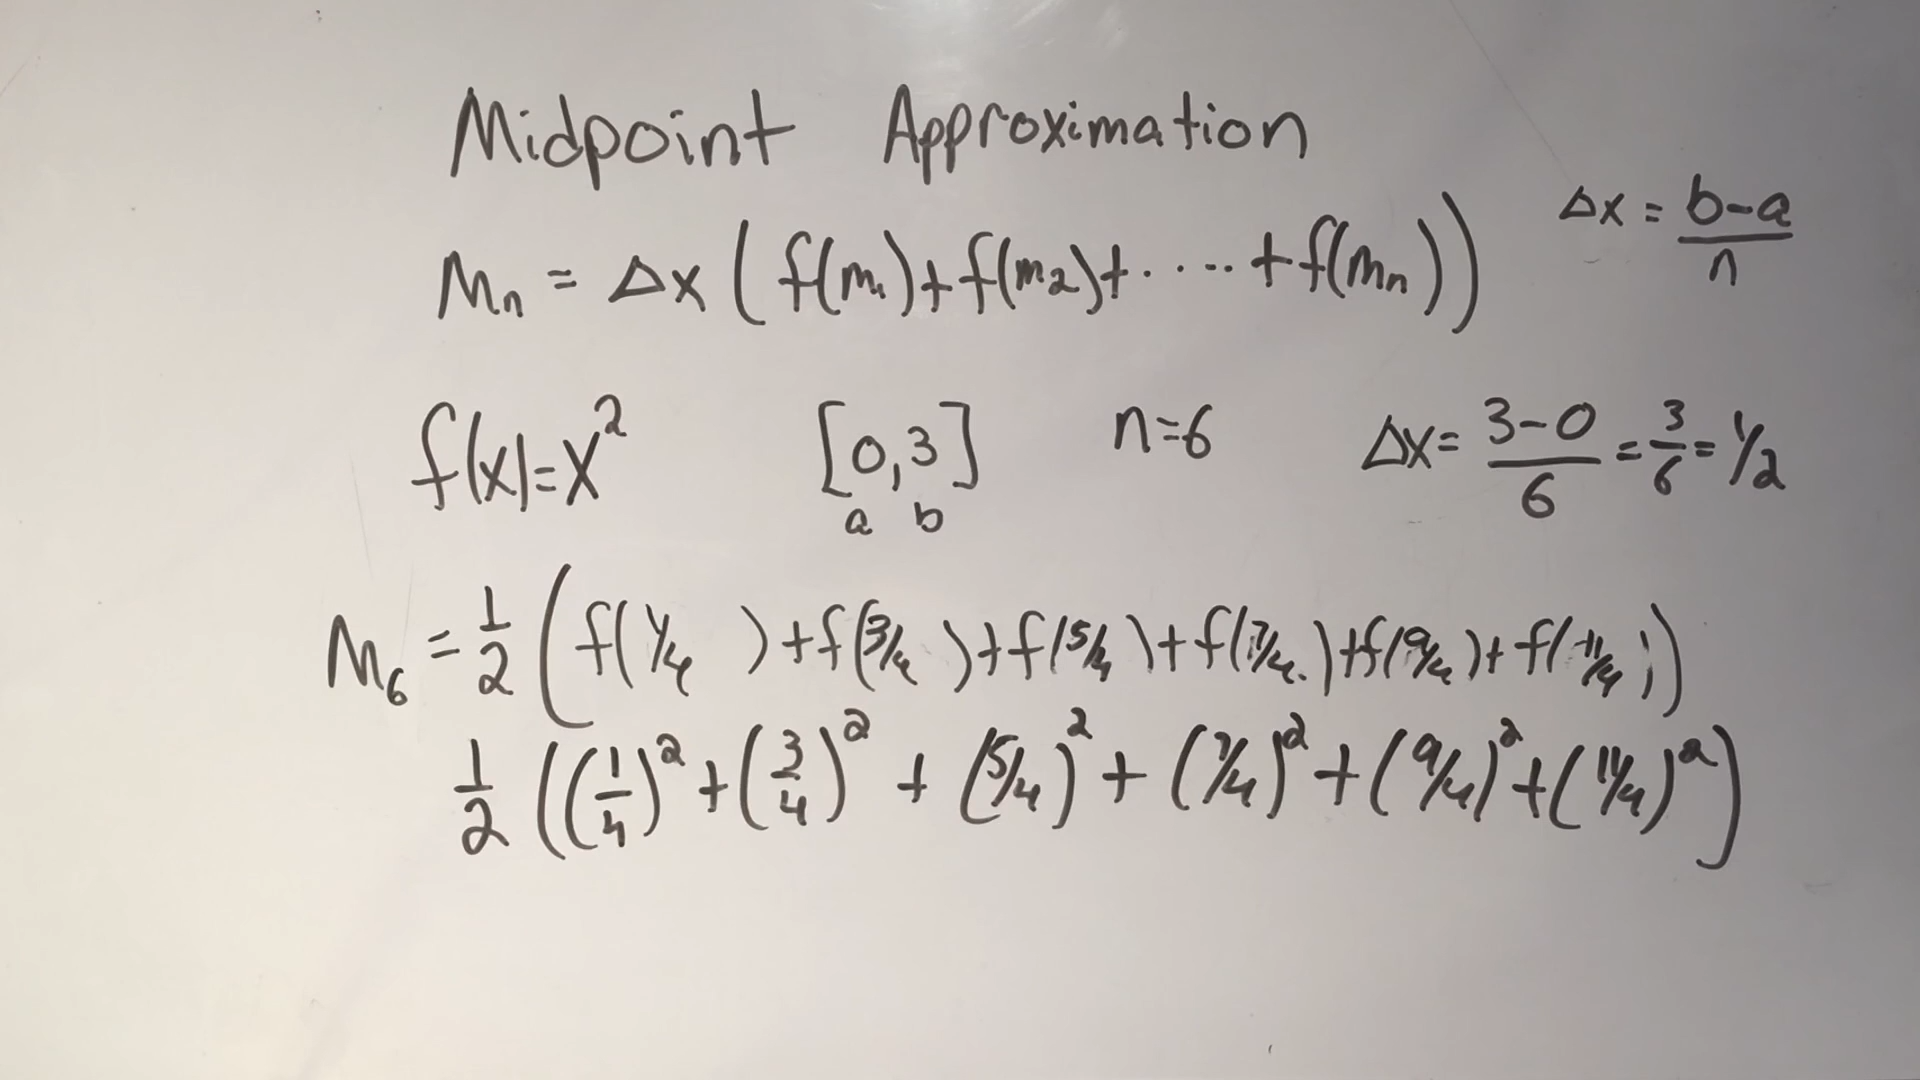 Midpoint Approximation
Mn = Δx ( f(m₁)+f(m₂)+.....+f(mn))
Δx = b-a/n
f(x)=x²
[0,3]
a b
n=6
Δx= 3-0/6 = 3/6 = 1/2
M₆ = 1/2 ( f(1/4 )+f(3/4 )+f(5/4 )+f(7/4 )+f(9/4 )+f(11/4 ))
1/2 ((1/4)²+(3/4)² + (5/4)² + (7/4)²+(9/4)²+(11/4)²)